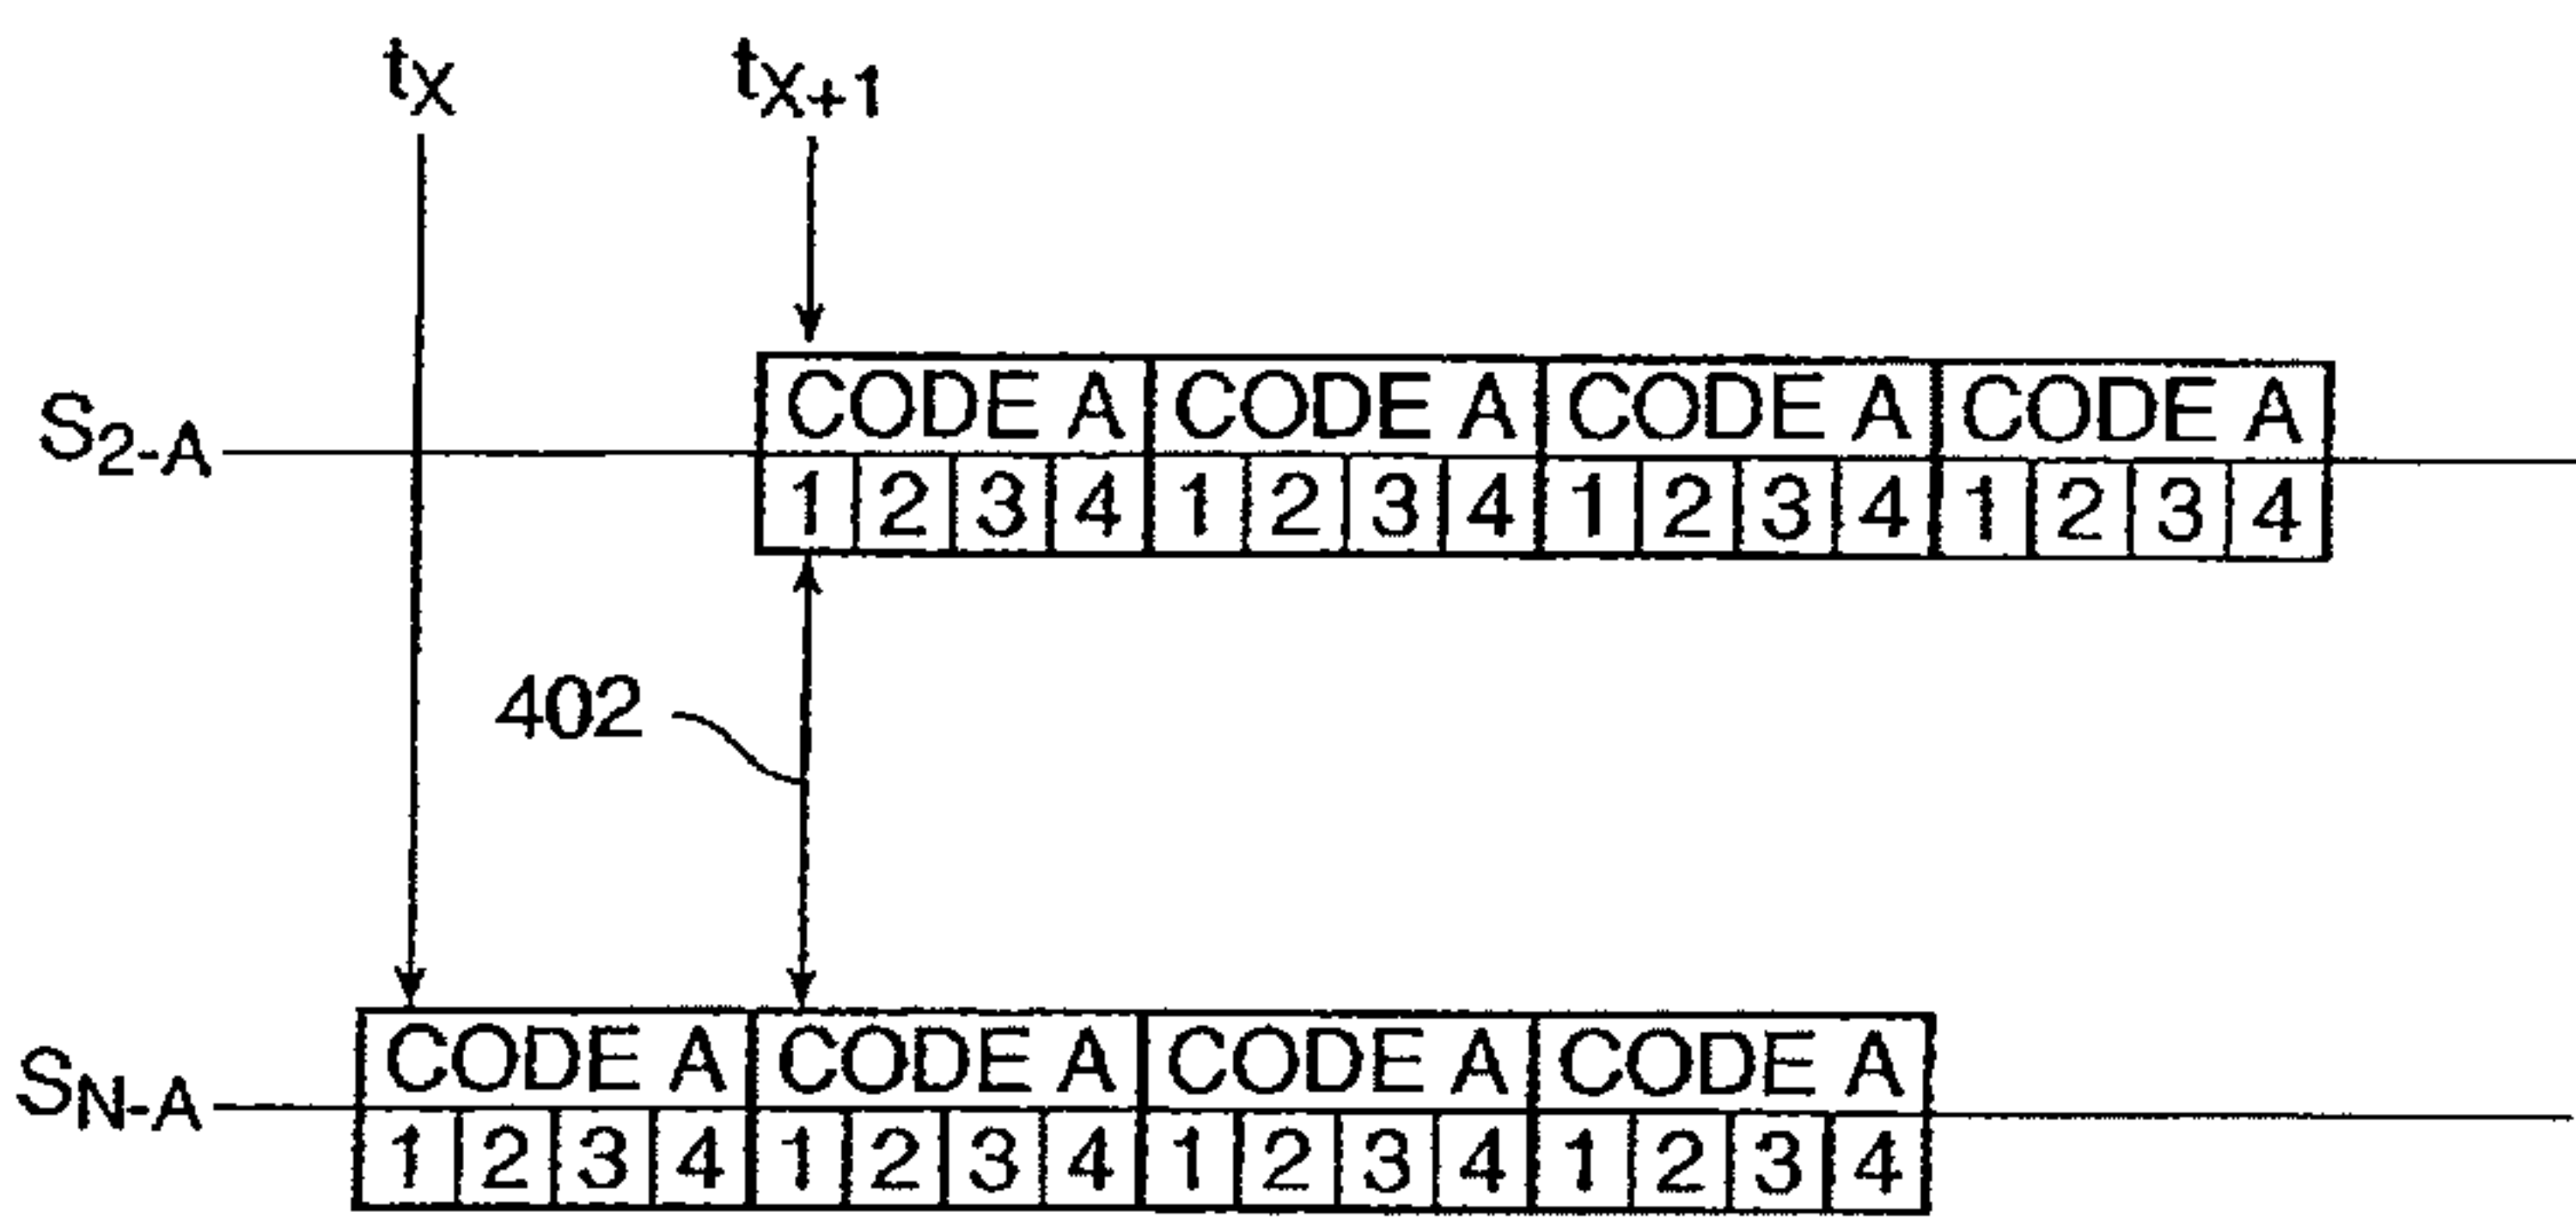 tX tX+1
S2-A CODE A CODE A CODE A CODE A
1 2 3 4 1 2 3 4 1 2 3 4 1 2 3 4
402
SN-A CODE A CODE A CODE A CODE A
1 2 3 4 1 2 3 4 1 2 3 4 1 2 3 4